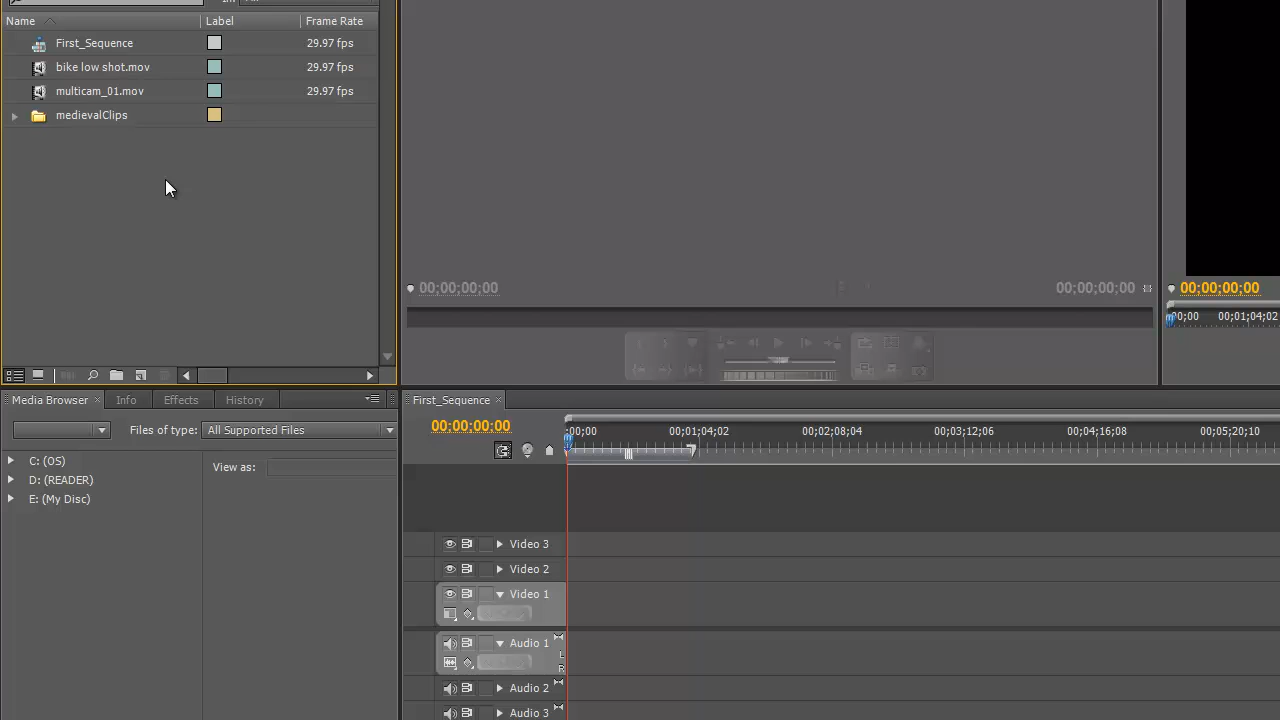 Name Label Frame Rate
First_Sequence 29.97 fps
bike low shot.mov 29.97 fps
multicam_01.mov 29.97 fps
medievalClips
00;00;00;00 00;00;00;00
00;00;00;00
00;00 00;01;04;02
Media Browser Info Effects History
Files of type: All Supported Files
C: (OS)
D: (READER)
E: (My Disc)
View as:
First_Sequence
00:00:00:00
;00;00 00;01;04;02 00;02;08;04 00;03;12;06 00;04;16;08 00;05;20;10
Video 3
Video 2
Video 1
Audio 1
L
R
Audio 2
Audio 3